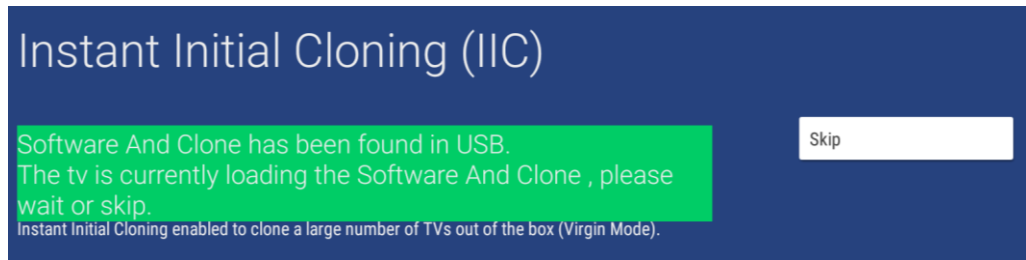 Instant Initial Cloning (IIC)
Software And Clone has been found in USB.
The tv is currently loading the Software And Clone , please
wait or skip.
Skip
Instant Initial Cloning enabled to clone a large number of TVs out of the box (Virgin Mode).